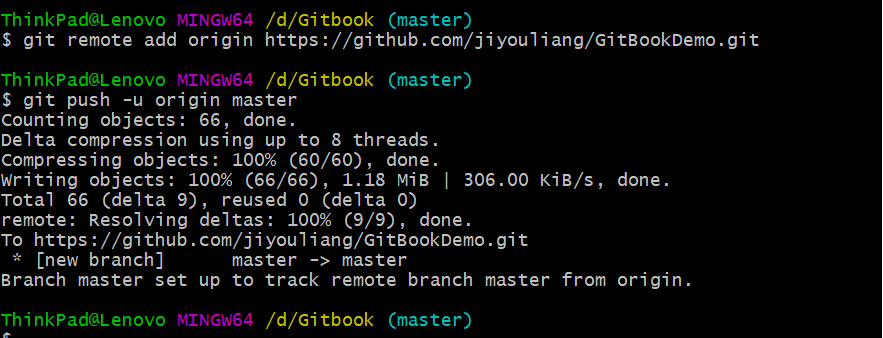 ThinkPad@Lenovo MINGW64 /d/Gitbook (master)
$ git remote add origin https://github.com/jiyouliang/GitBookDemo.git
ThinkPad@Lenovo MINGW64 /d/Gitbook (master)
$ git push -u origin master
Counting objects: 66, done.
Delta compression using up to 8 threads.
Compressing objects: 100% (60/60), done.
Writing objects: 100% (66/66), 1.18 MiB | 306.00 KiB/s, done.
Total 66 (delta 9), reused 0 (delta 0)
remote: Resolving deltas: 100% (9/9), done.
To https://github.com/jiyouliang/GitBookDemo.git
 * [new branch]      master -> master
Branch master set up to track remote branch master from origin.
ThinkPad@Lenovo MINGW64 /d/Gitbook (master)
$